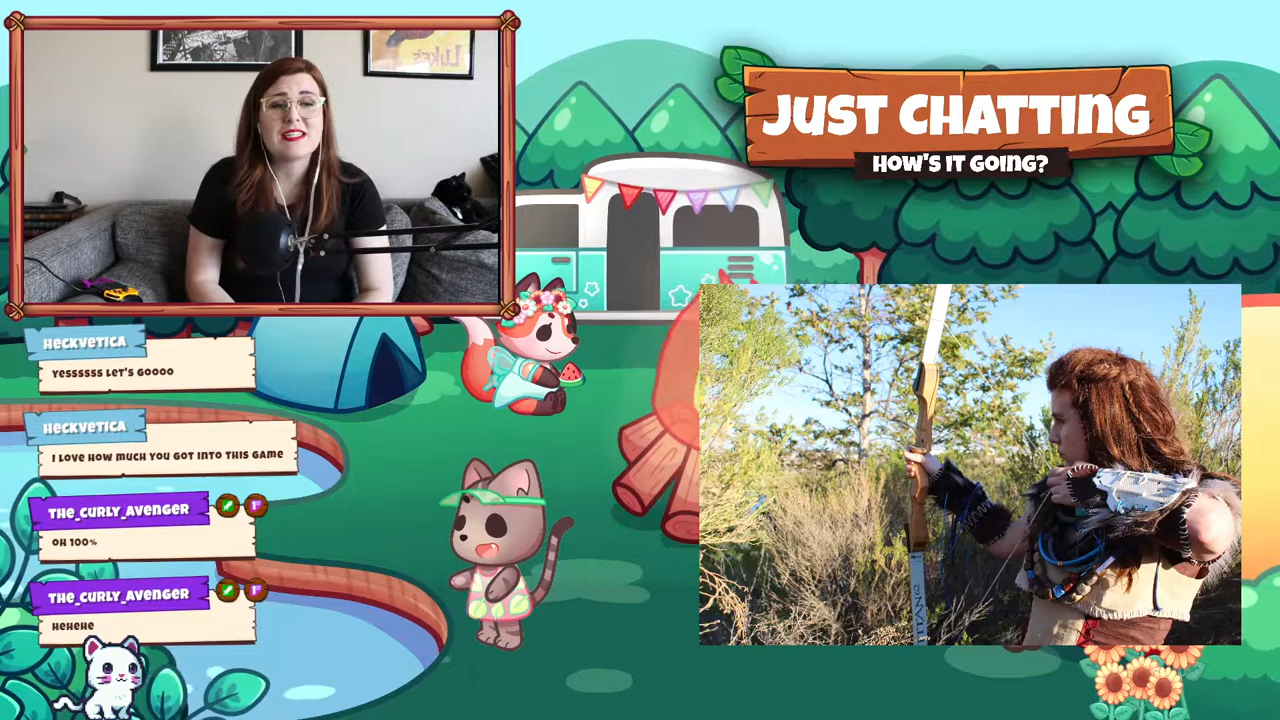 Luke's
JUST CHATTING
HOW'S IT GOING?
HECKVETICA
YESSSSSS LET'S GOOOO
HECKVETICA
I LOVE HOW MUCH YOU GOT INTO THIS GAME
THE_CURLY_AVENGER
OH 100%
THE_CURLY_AVENGER
HEHEHE